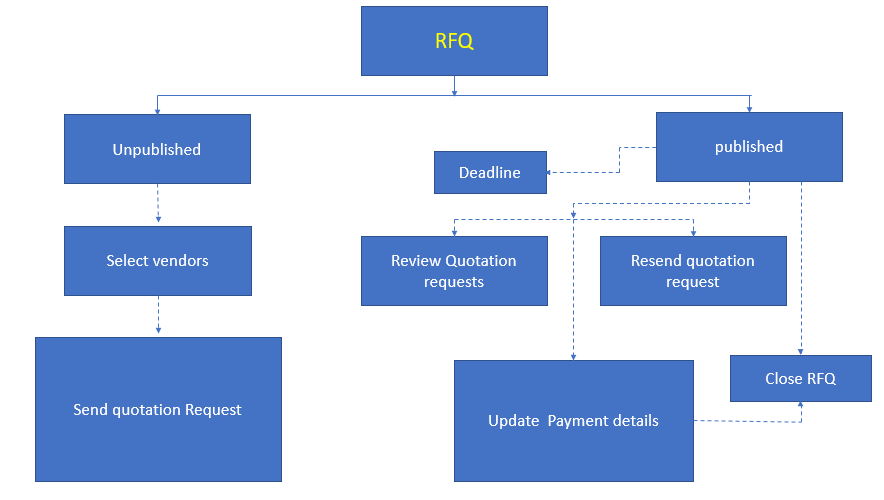 RFQ
Unpublished
published
Deadline
Select vendors
Review Quotation
requests
Resend quotation
request
Send quotation Request
Close RFQ
Update  Payment details